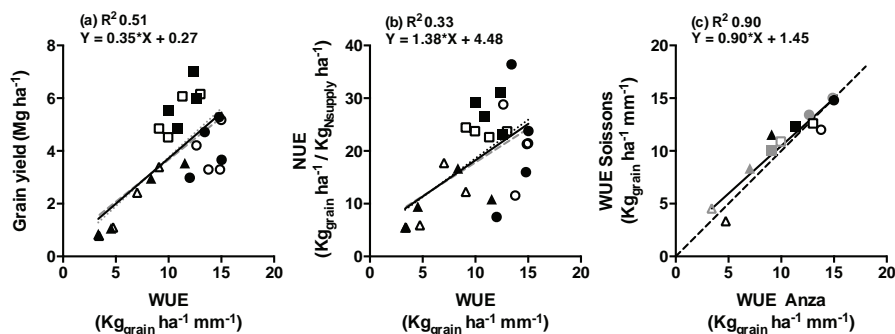 (a) R² 0.51
Y = 0.35*X + 0.27
Grain yield (Mg ha⁻¹)
8
6
4
2
0
0 5 10 15 20
WUE
(Kg_grain ha⁻¹ mm⁻¹)
(b) R² 0.33
Y = 1.38*X + 4.48
NUE
(Kg_grain ha⁻¹ / Kg_Nsupply ha⁻¹)
40
30
20
10
0
0 5 10 15 20
WUE
(Kg_grain ha⁻¹ mm⁻¹)
(c) R² 0.90
Y = 0.90*X + 1.45
WUE Soissons
(Kg_grain ha⁻¹ mm⁻¹)
20
15
10
5
0
0 5 10 15 20
WUE Anza
(Kg_grain ha⁻¹ mm⁻¹)